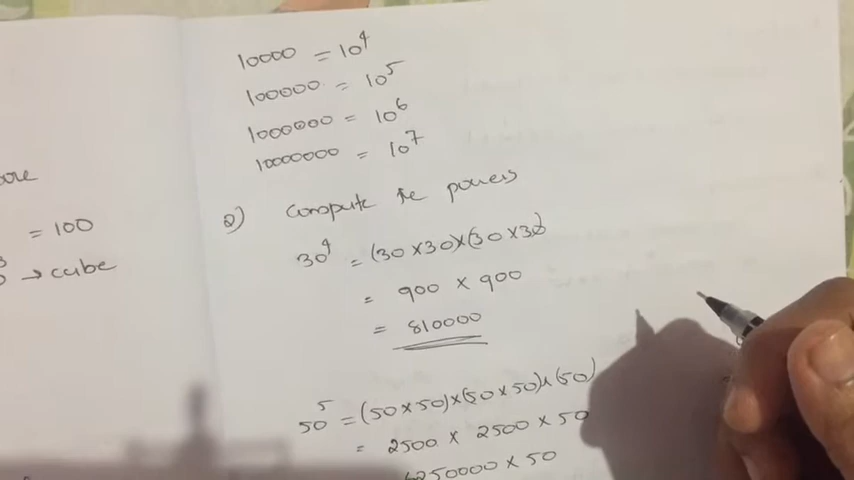 = 100
→ cube
10000 = 10⁴
100000 = 10⁵
1000000 = 10⁶
10000000 = 10⁷
2) Compute the powers
30⁴ = (30×30)×(30×30)
= 900 × 900
= 810000
50⁵ = (50×50)×(50×50)×(50)
= 2500 × 2500 × 50
6250000 × 50